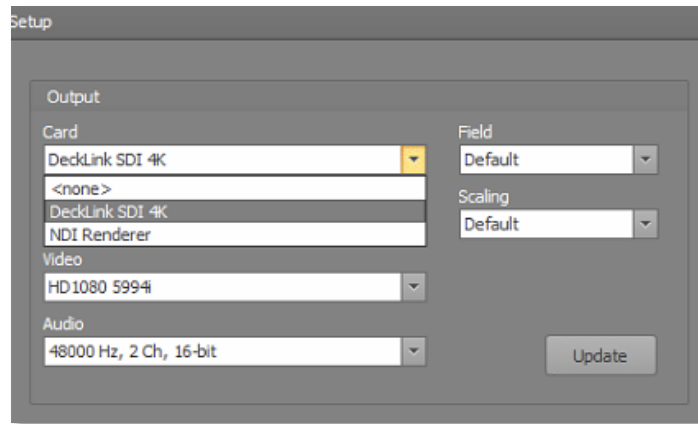 Setup
Output
Card
DeckLink SDI 4K
<none>
DeckLink SDI 4K
NDI Renderer
Field
Default
Scaling
Default
Video
HD1080 5994i
Audio
48000 Hz, 2 Ch, 16-bit
Update